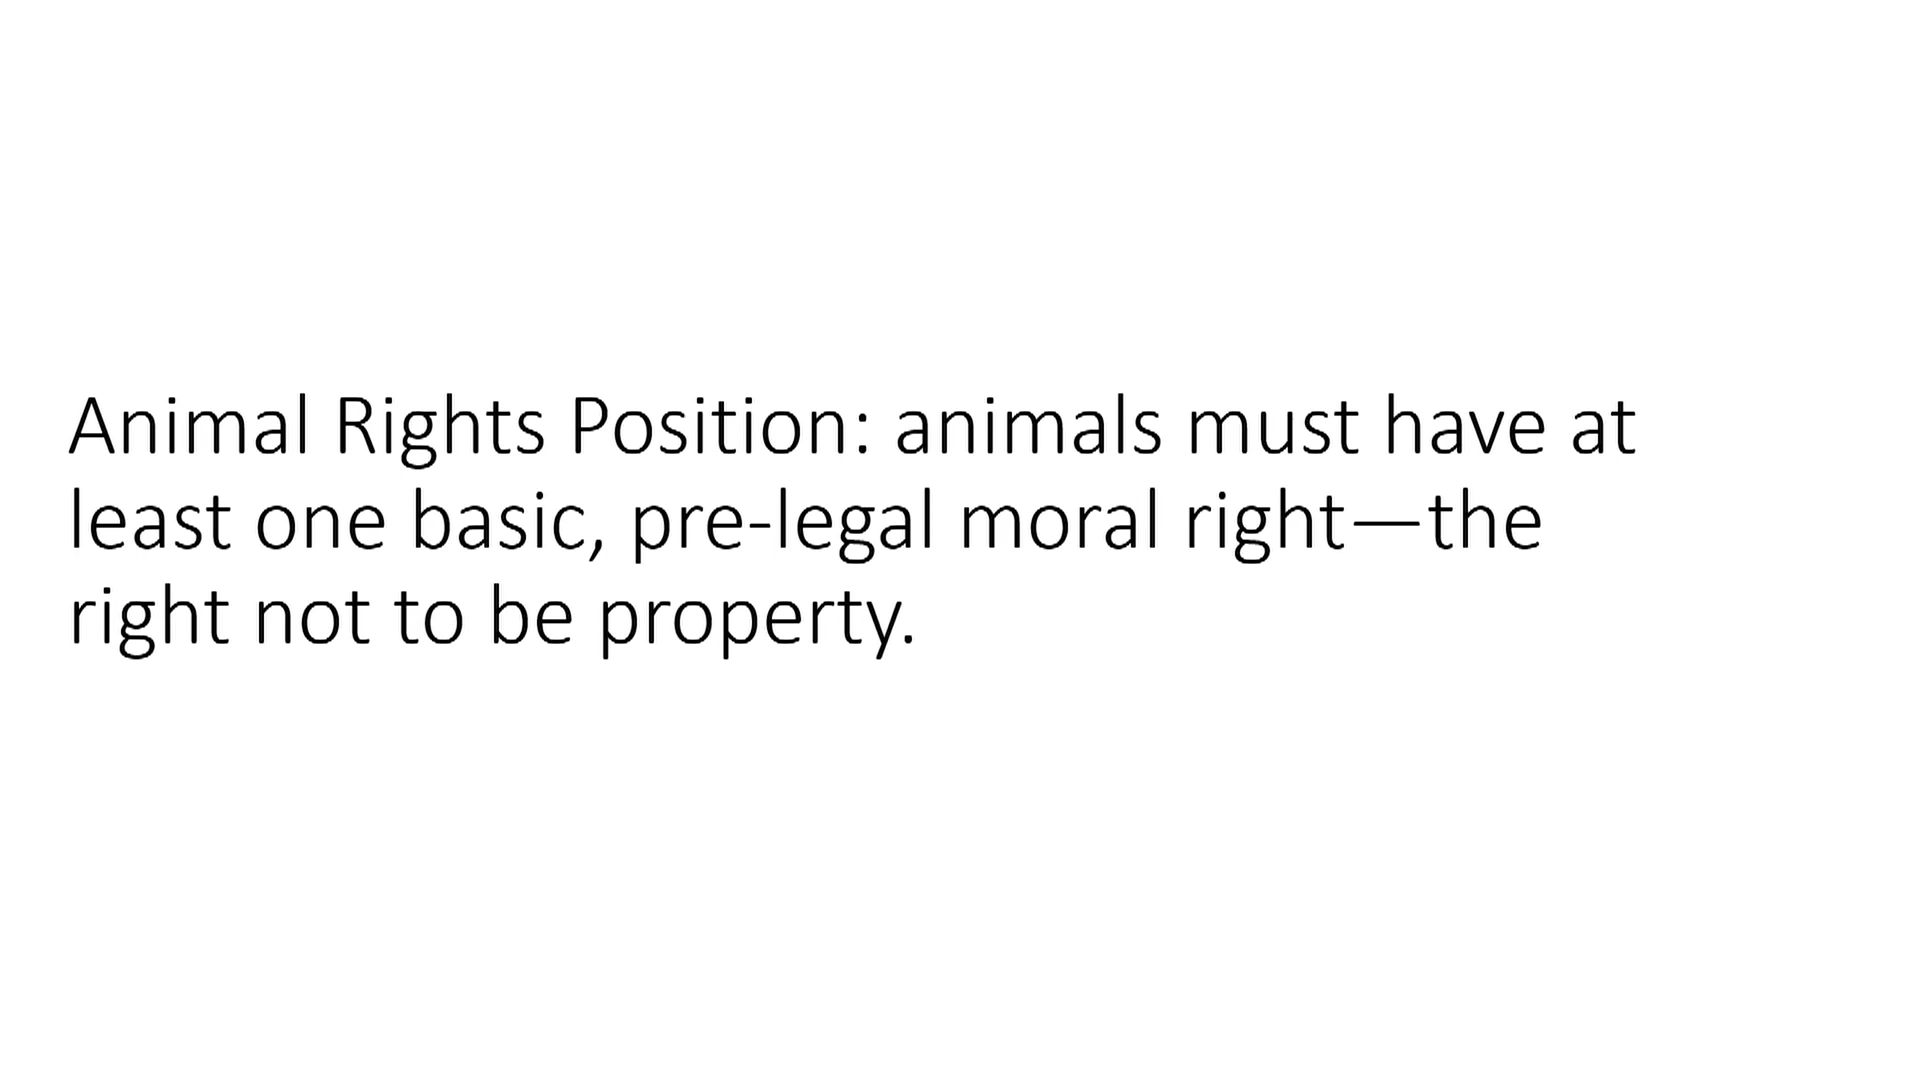 Animal Rights Position: animals must have at
least one basic, pre-legal moral right—the
right not to be property.